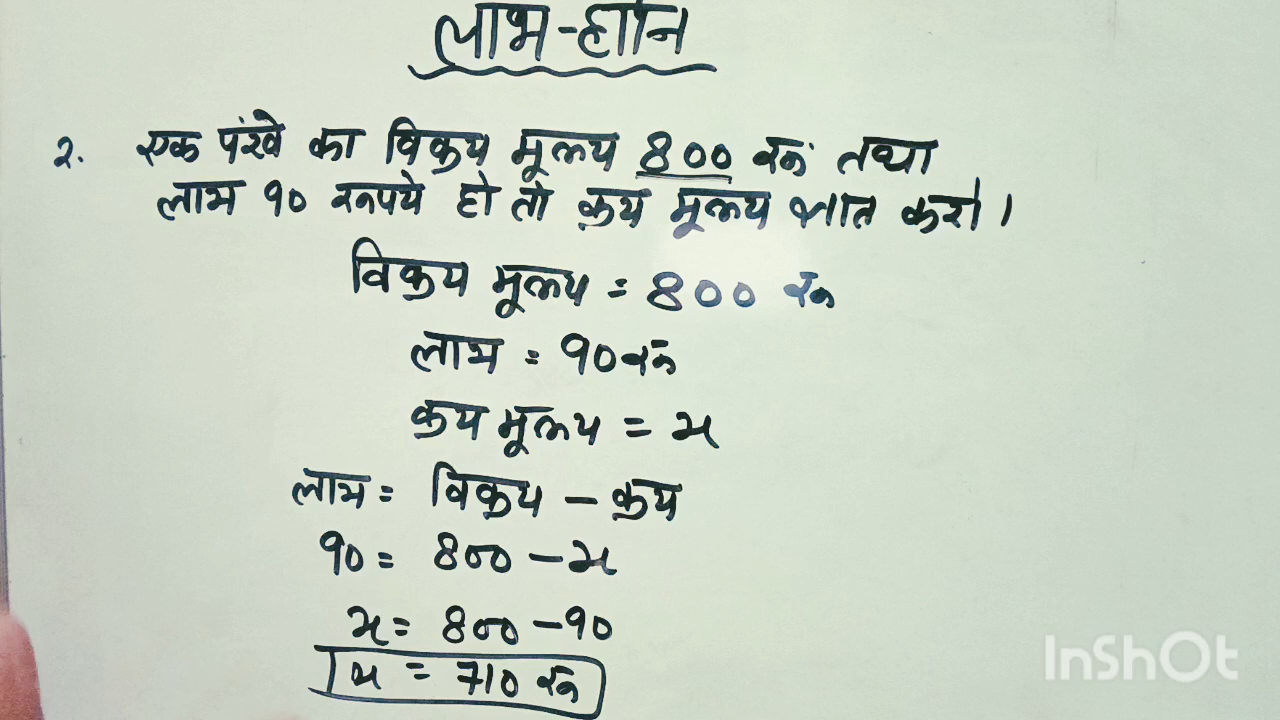 लाभ-हानि
2. एक पंखे का विक्रय मूल्य 800 रू तथा
लाभ 90 रूपये हो तो क्रय मूल्य ज्ञात करो।
विक्रय मूल्य = 800 रू
लाभ = 90 रू
क्रय मूल्य = x
लाभ = विक्रय - क्रय
90 = 800 - x
x = 800 - 90
x = 710 रू
InShOt